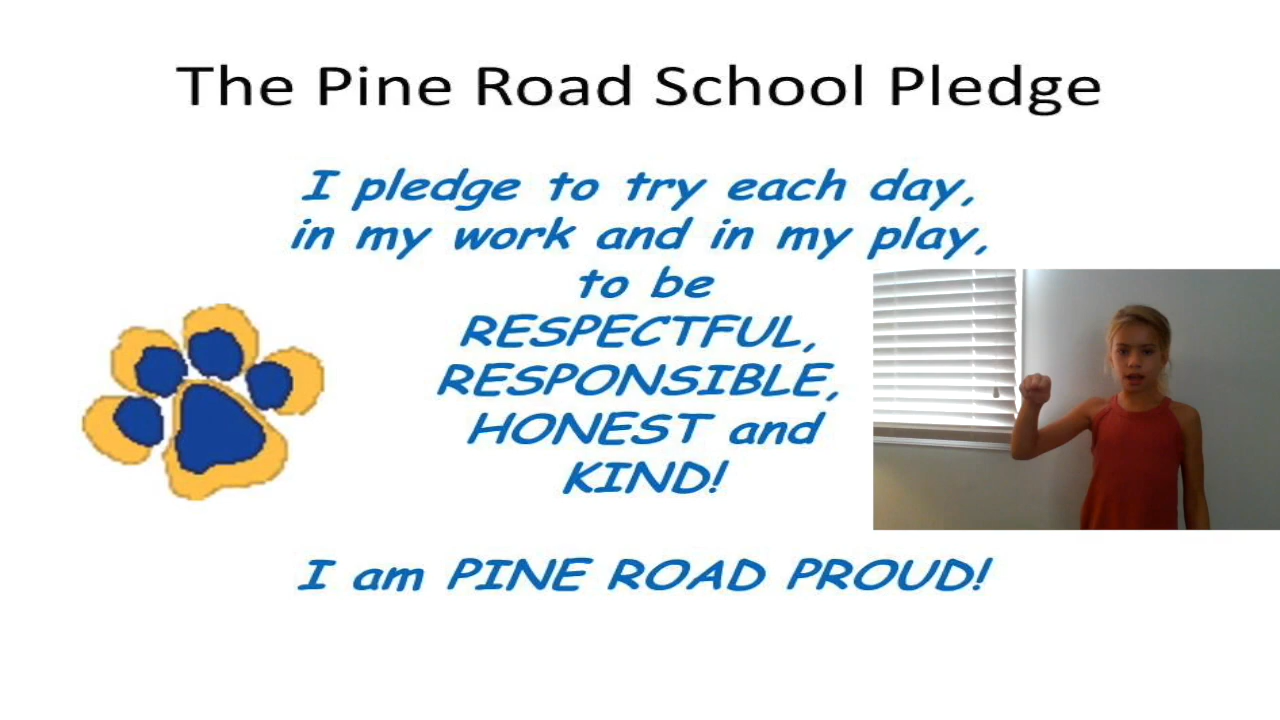 The Pine Road School Pledge
I pledge to try each day,
in my work and in my play,
to be
RESPECTFUL,
RESPONSIBLE,
HONEST and
KIND!
I am PINE ROAD PROUD!